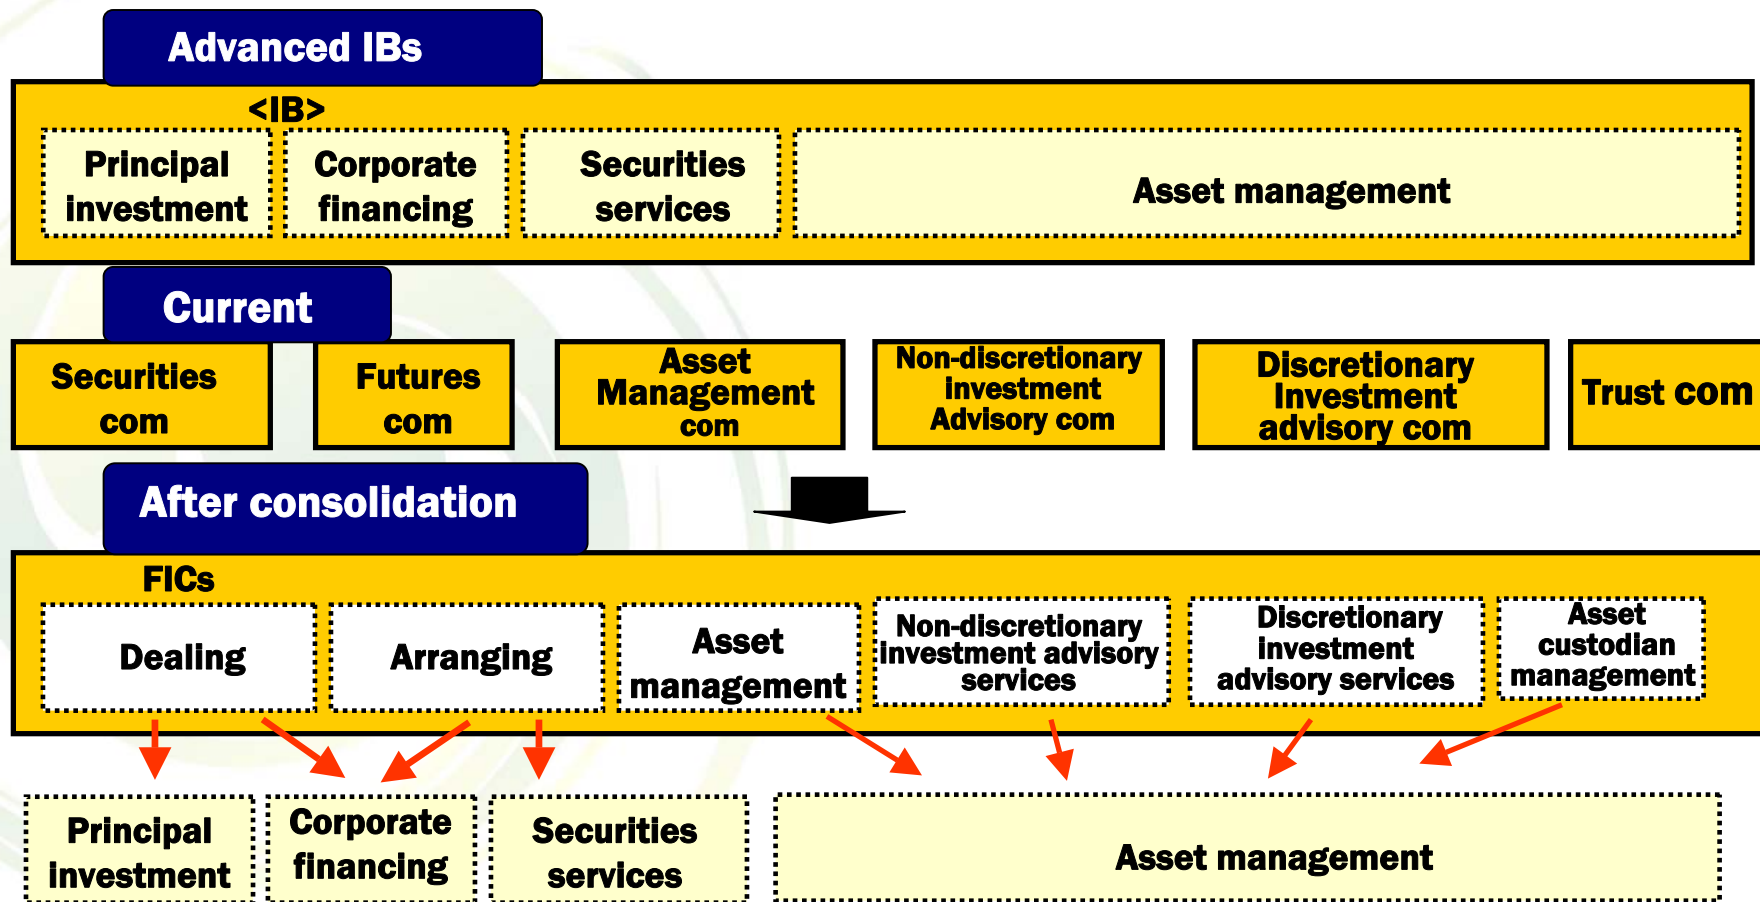 Advanced IBs
<IB>
Principal
investment
Corporate
financing
Securities
services
Asset management
Current
Securities
com
Futures
com
Asset
Management
com
Non-discretionary
investment
Advisory com
Discretionary
Investment
advisory com
Trust com
After consolidation
FICs
Dealing
Arranging
Asset
management
Non-discretionary
investment advisory
services
Discretionary
investment
advisory services
Asset
custodian
management
Principal
investment
Corporate
financing
Securities
services
Asset management